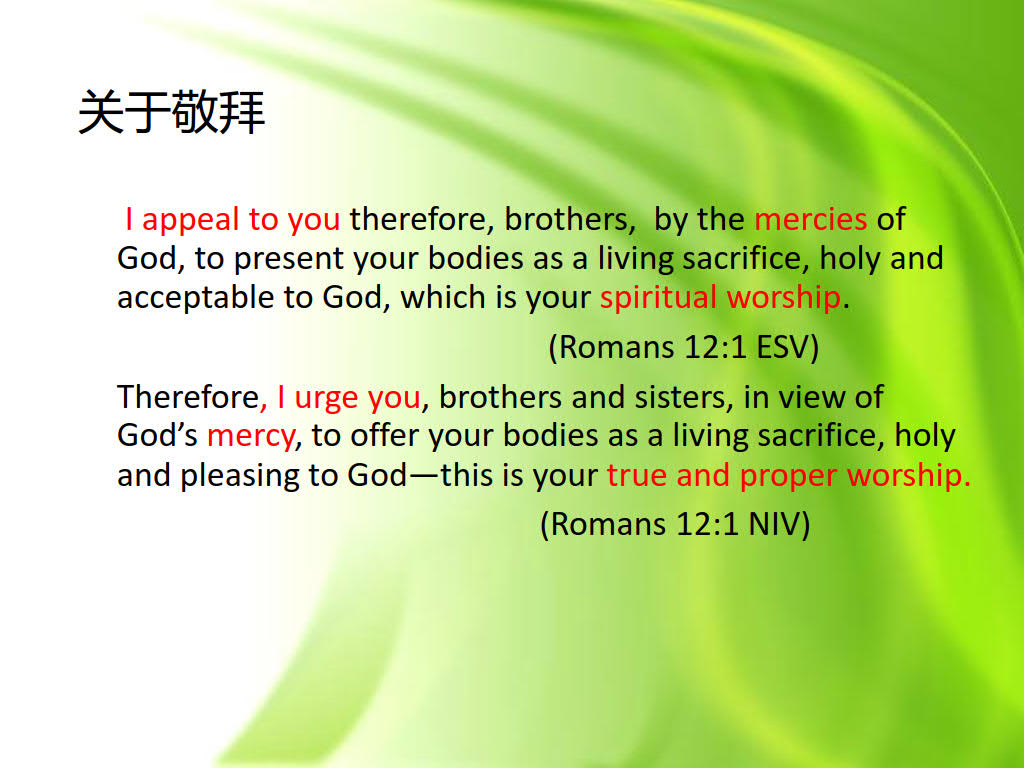 关于敬拜
I appeal to you therefore, brothers,  by the mercies of
God, to present your bodies as a living sacrifice, holy and
acceptable to God, which is your spiritual worship.
(Romans 12:1 ESV)
Therefore, I urge you, brothers and sisters, in view of
God’s mercy, to offer your bodies as a living sacrifice, holy
and pleasing to God—this is your true and proper worship.
(Romans 12:1 NIV)